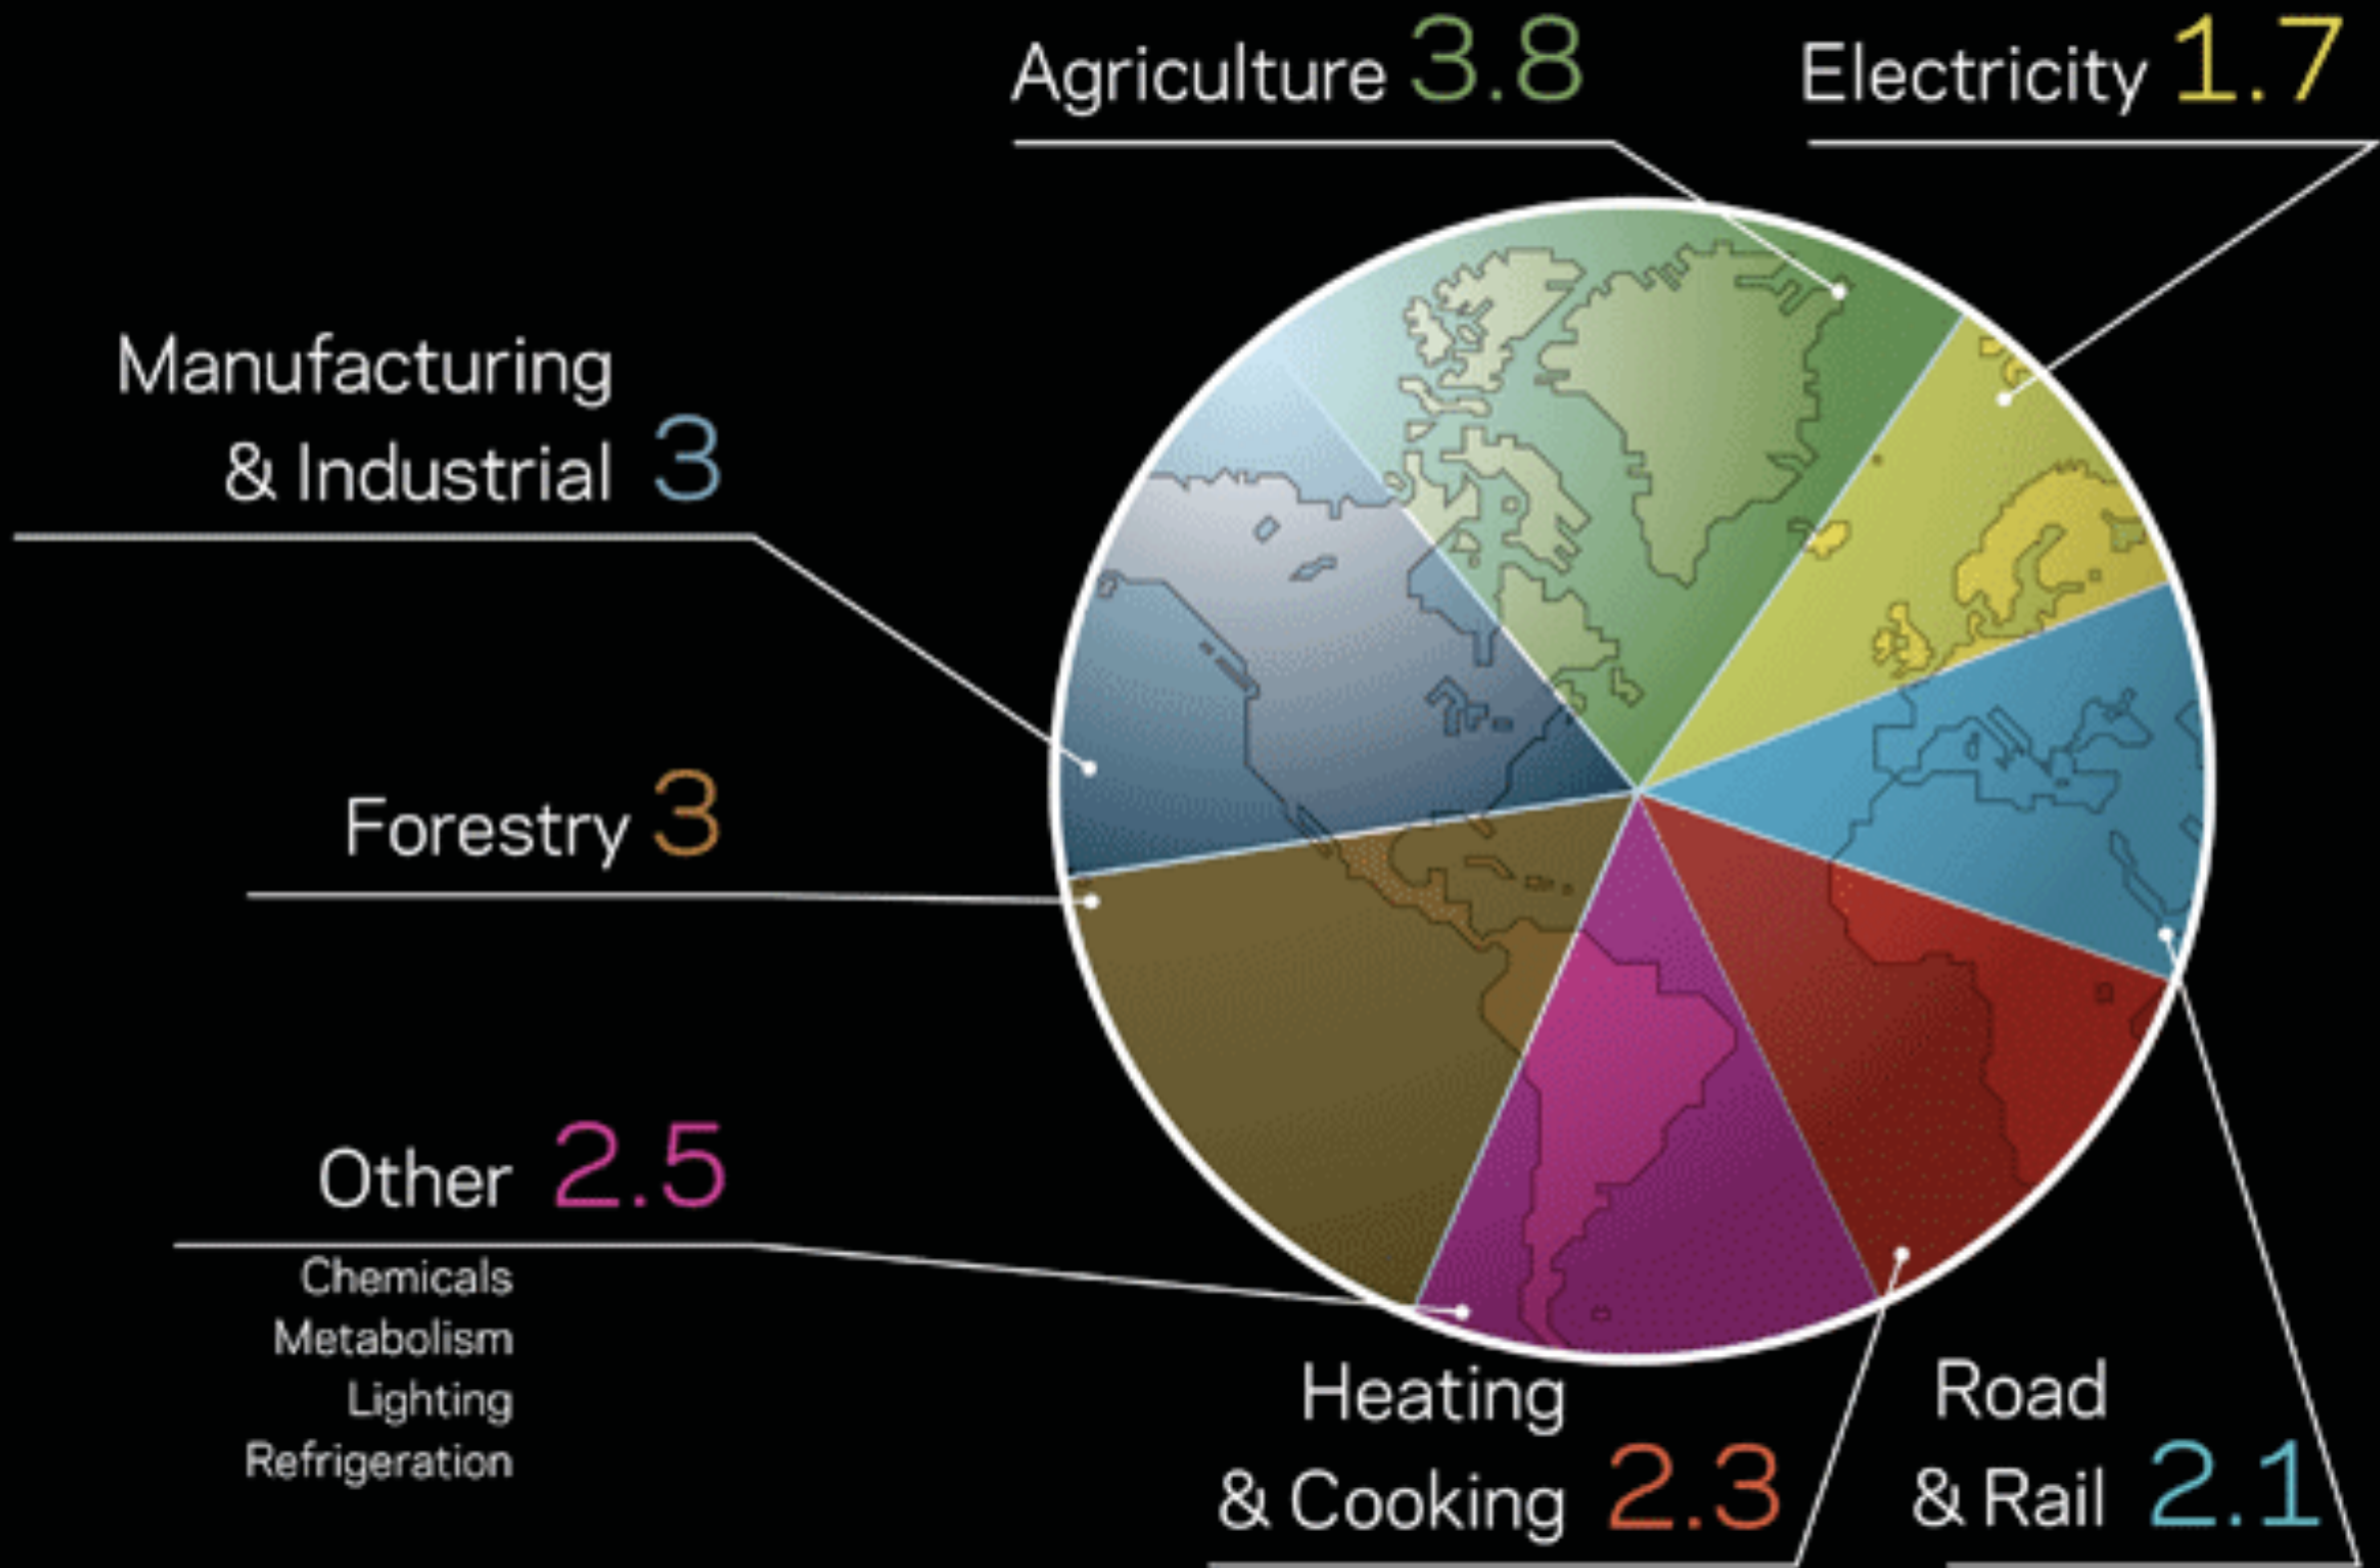 Agriculture 3.8
Electricity 1.7
Manufacturing
& Industrial 3
Forestry 3
Other 2.5
Chemicals
Metabolism
Lighting
Refrigeration
Heating
& Cooking 2.3
Road
& Rail 2.1